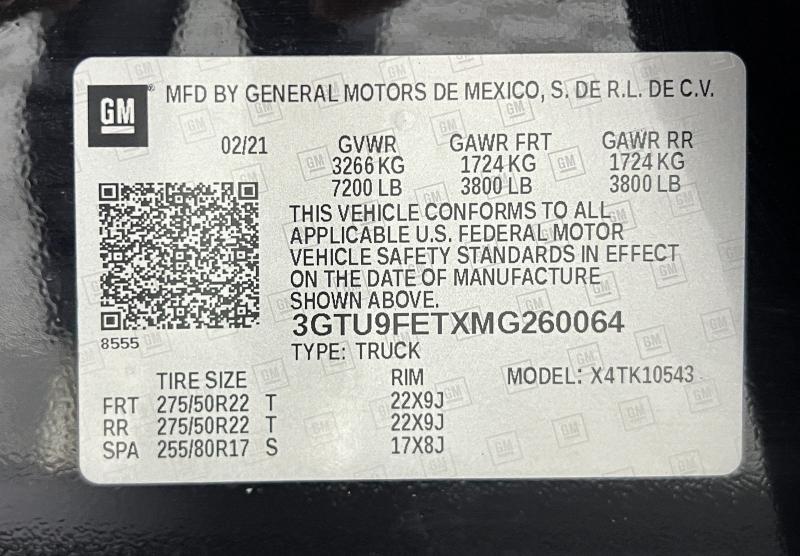 GM® MFD BY GENERAL MOTORS DE MEXICO, S. DE R.L. DE C.V.
02/21 GVWR GAWR FRT GAWR RR
3266 KG 1724 KG 1724 KG
7200 LB 3800 LB 3800 LB
THIS VEHICLE CONFORMS TO ALL
APPLICABLE U.S. FEDERAL MOTOR
VEHICLE SAFETY STANDARDS IN EFFECT
ON THE DATE OF MANUFACTURE
SHOWN ABOVE.
3GTU9FETXMG260064
8555
TYPE: TRUCK
TIRE SIZE RIM MODEL: X4TK10543
FRT 275/50R22 T 22X9J
RR 275/50R22 T 22X9J
SPA 255/80R17 S 17X8J